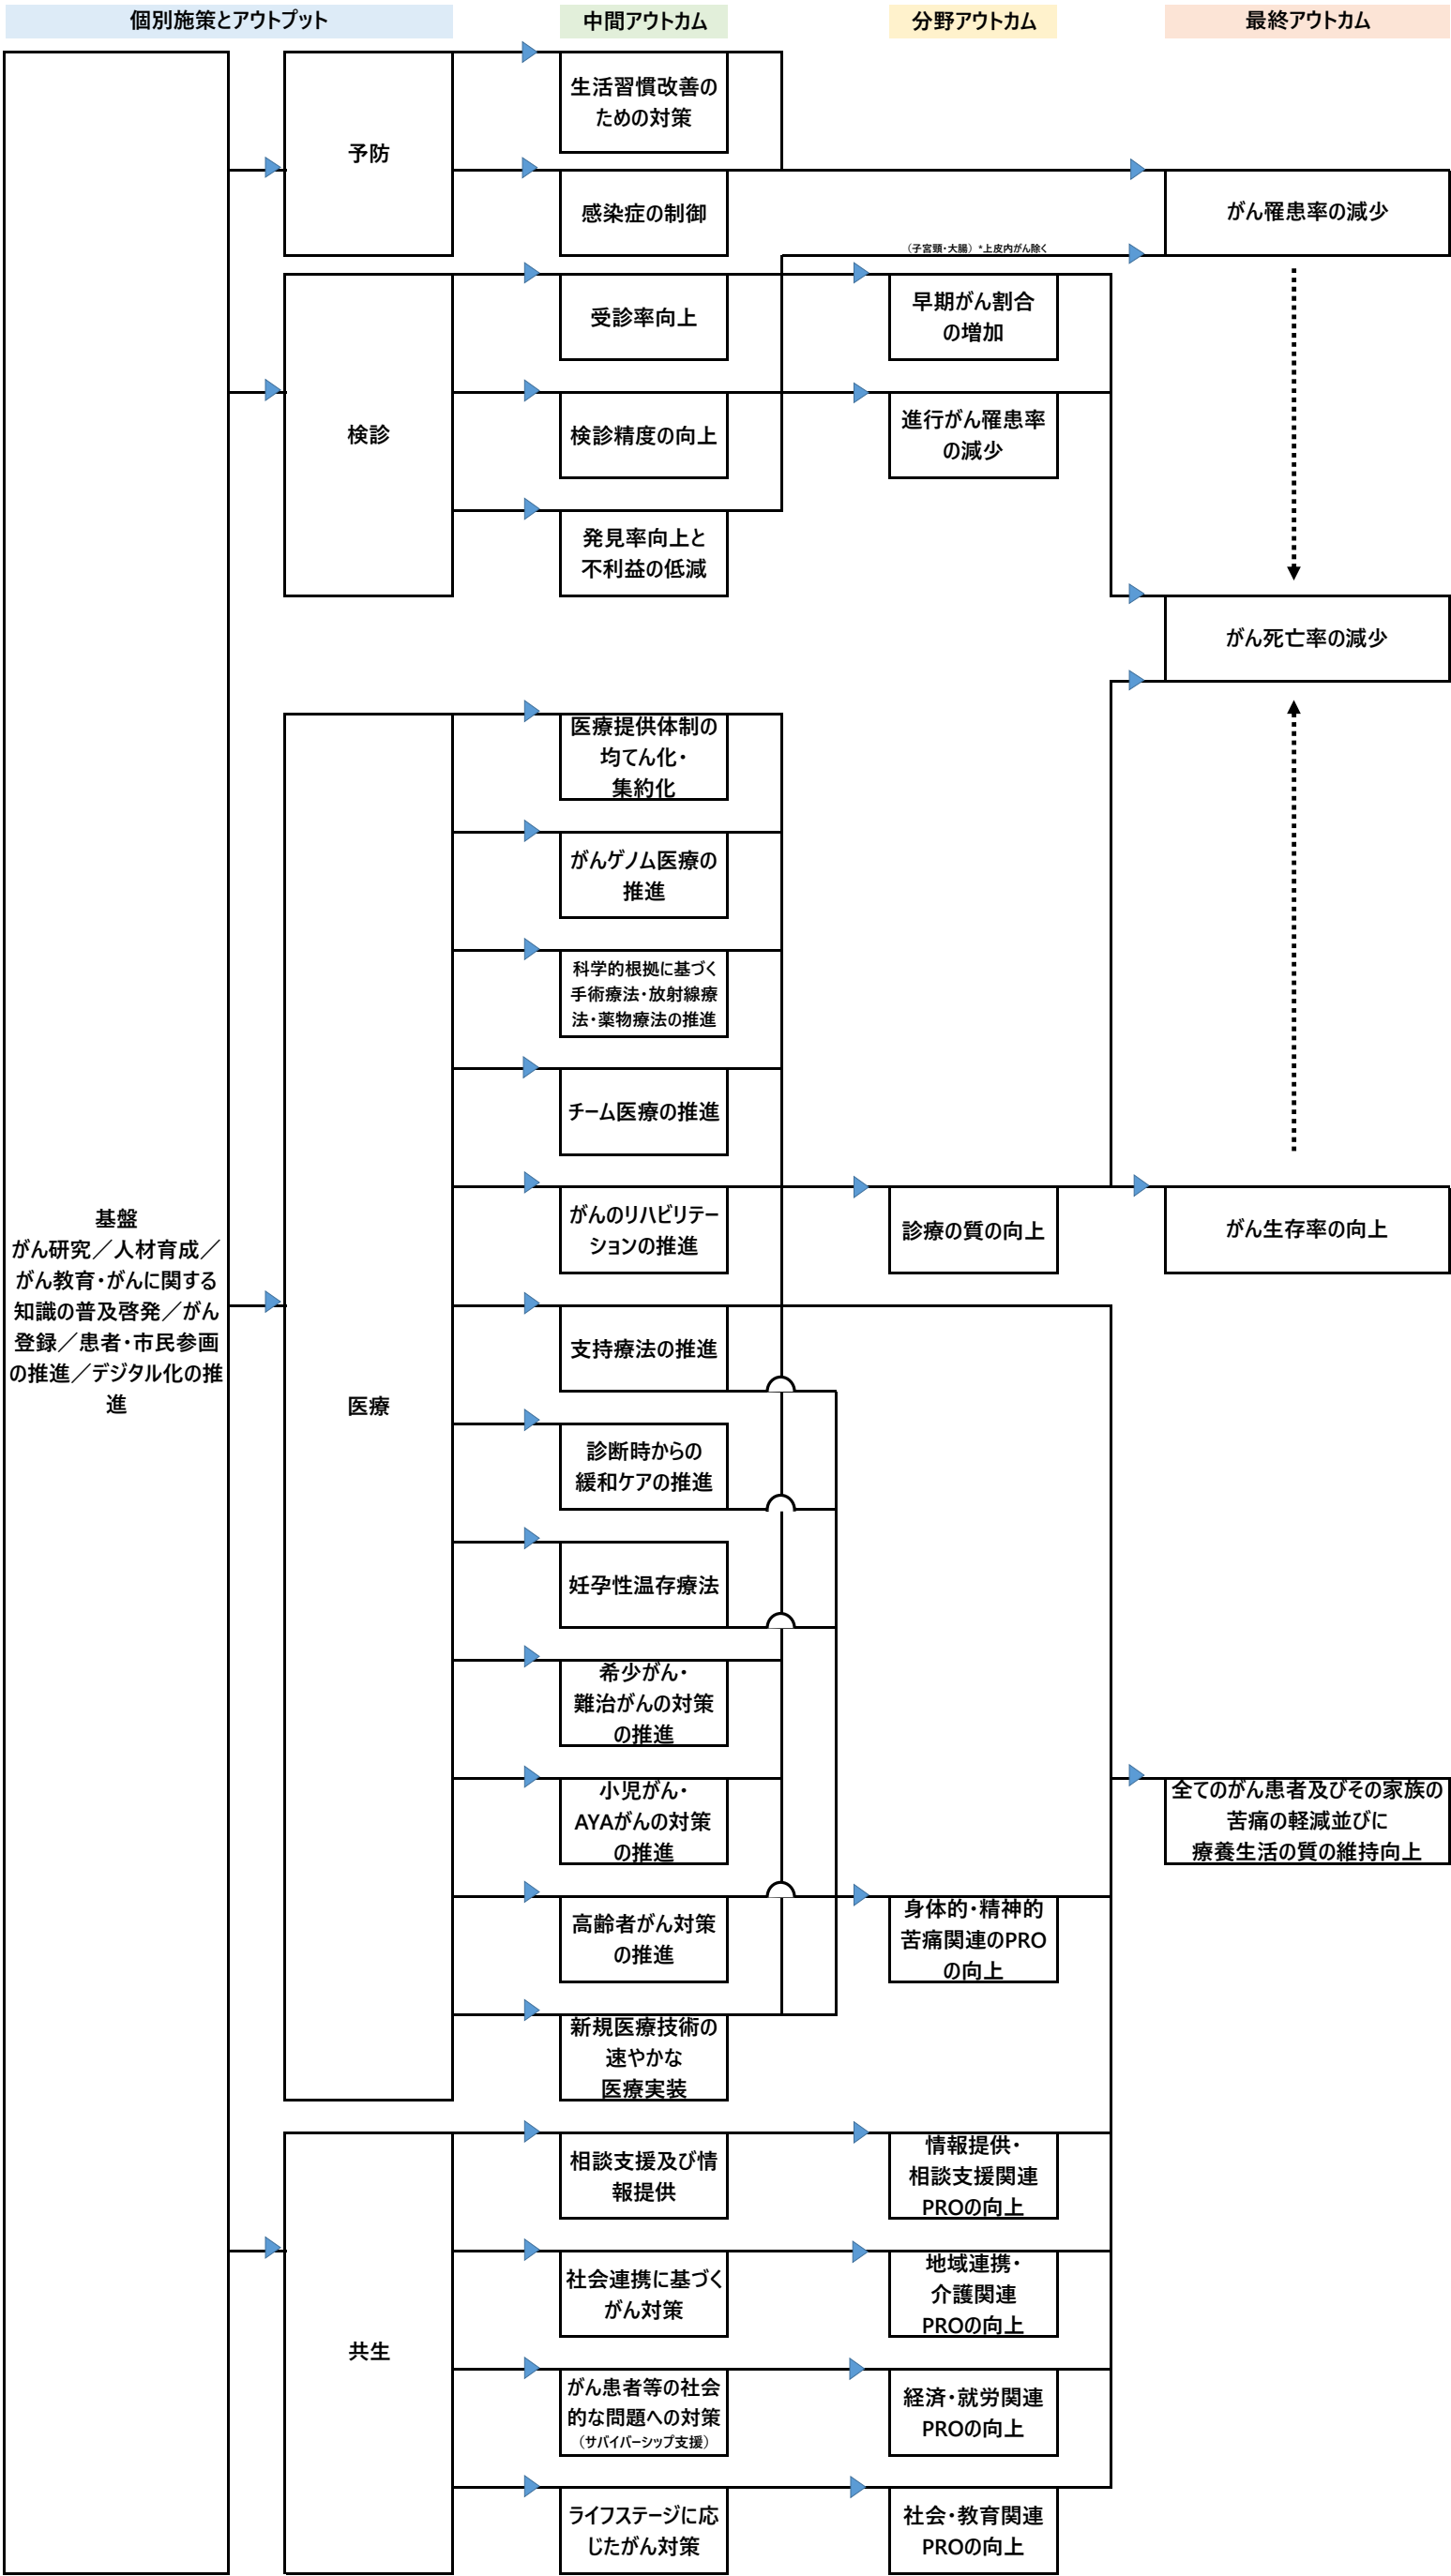 個別施策とアウトプット
中間アウトカム
分野アウトカム
最終アウトカム
基盤
がん研究／人材育成／
がん教育・がんに関する
知識の普及啓発／がん
登録／患者・市民参画
の推進／デジタル化の推
進
予防
生活習慣改善の
ための対策
感染症の制御
がん罹患率の減少
（子宮頸・大腸）*上皮内がん除く
検診
受診率向上
早期がん割合
の増加
検診精度の向上
進行がん罹患率
の減少
発見率向上と
不利益の低減
がん死亡率の減少
医療
医療提供体制の
均てん化・
集約化
がんゲノム医療の
推進
科学的根拠に基づく
手術療法・放射線療
法・薬物療法の推進
チーム医療の推進
がんのリハビリテー
ションの推進
診療の質の向上
がん生存率の向上
支持療法の推進
診断時からの
緩和ケアの推進
妊孕性温存療法
希少がん・
難治がんの対策
の推進
小児がん・
AYAがんの対策
の推進
全てのがん患者及びその家族の
苦痛の軽減並びに
療養生活の質の維持向上
高齢者がん対策
の推進
身体的・精神的
苦痛関連のPRO
の向上
新規医療技術の
速やかな
医療実装
共生
相談支援及び情
報提供
情報提供・
相談支援関連
PROの向上
社会連携に基づく
がん対策
地域連携・
介護関連
PROの向上
がん患者等の社会
的な問題への対策
（サバイバーシップ支援）
経済・就労関連
PROの向上
ライフステージに応
じたがん対策
社会・教育関連
PROの向上